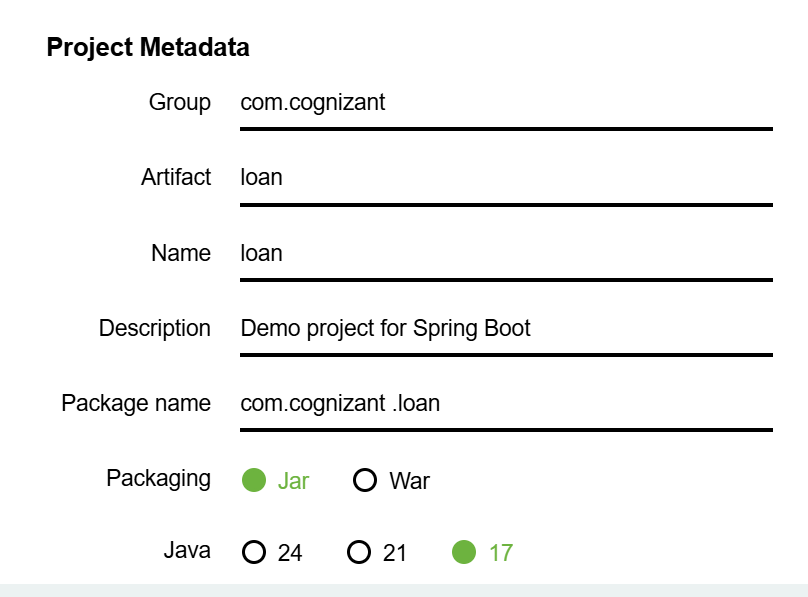 Project Metadata
Group com.cognizant
Artifact loan
Name loan
Description Demo project for Spring Boot
Package name com.cognizant .loan
Packaging Jar War
Java 24 21 17